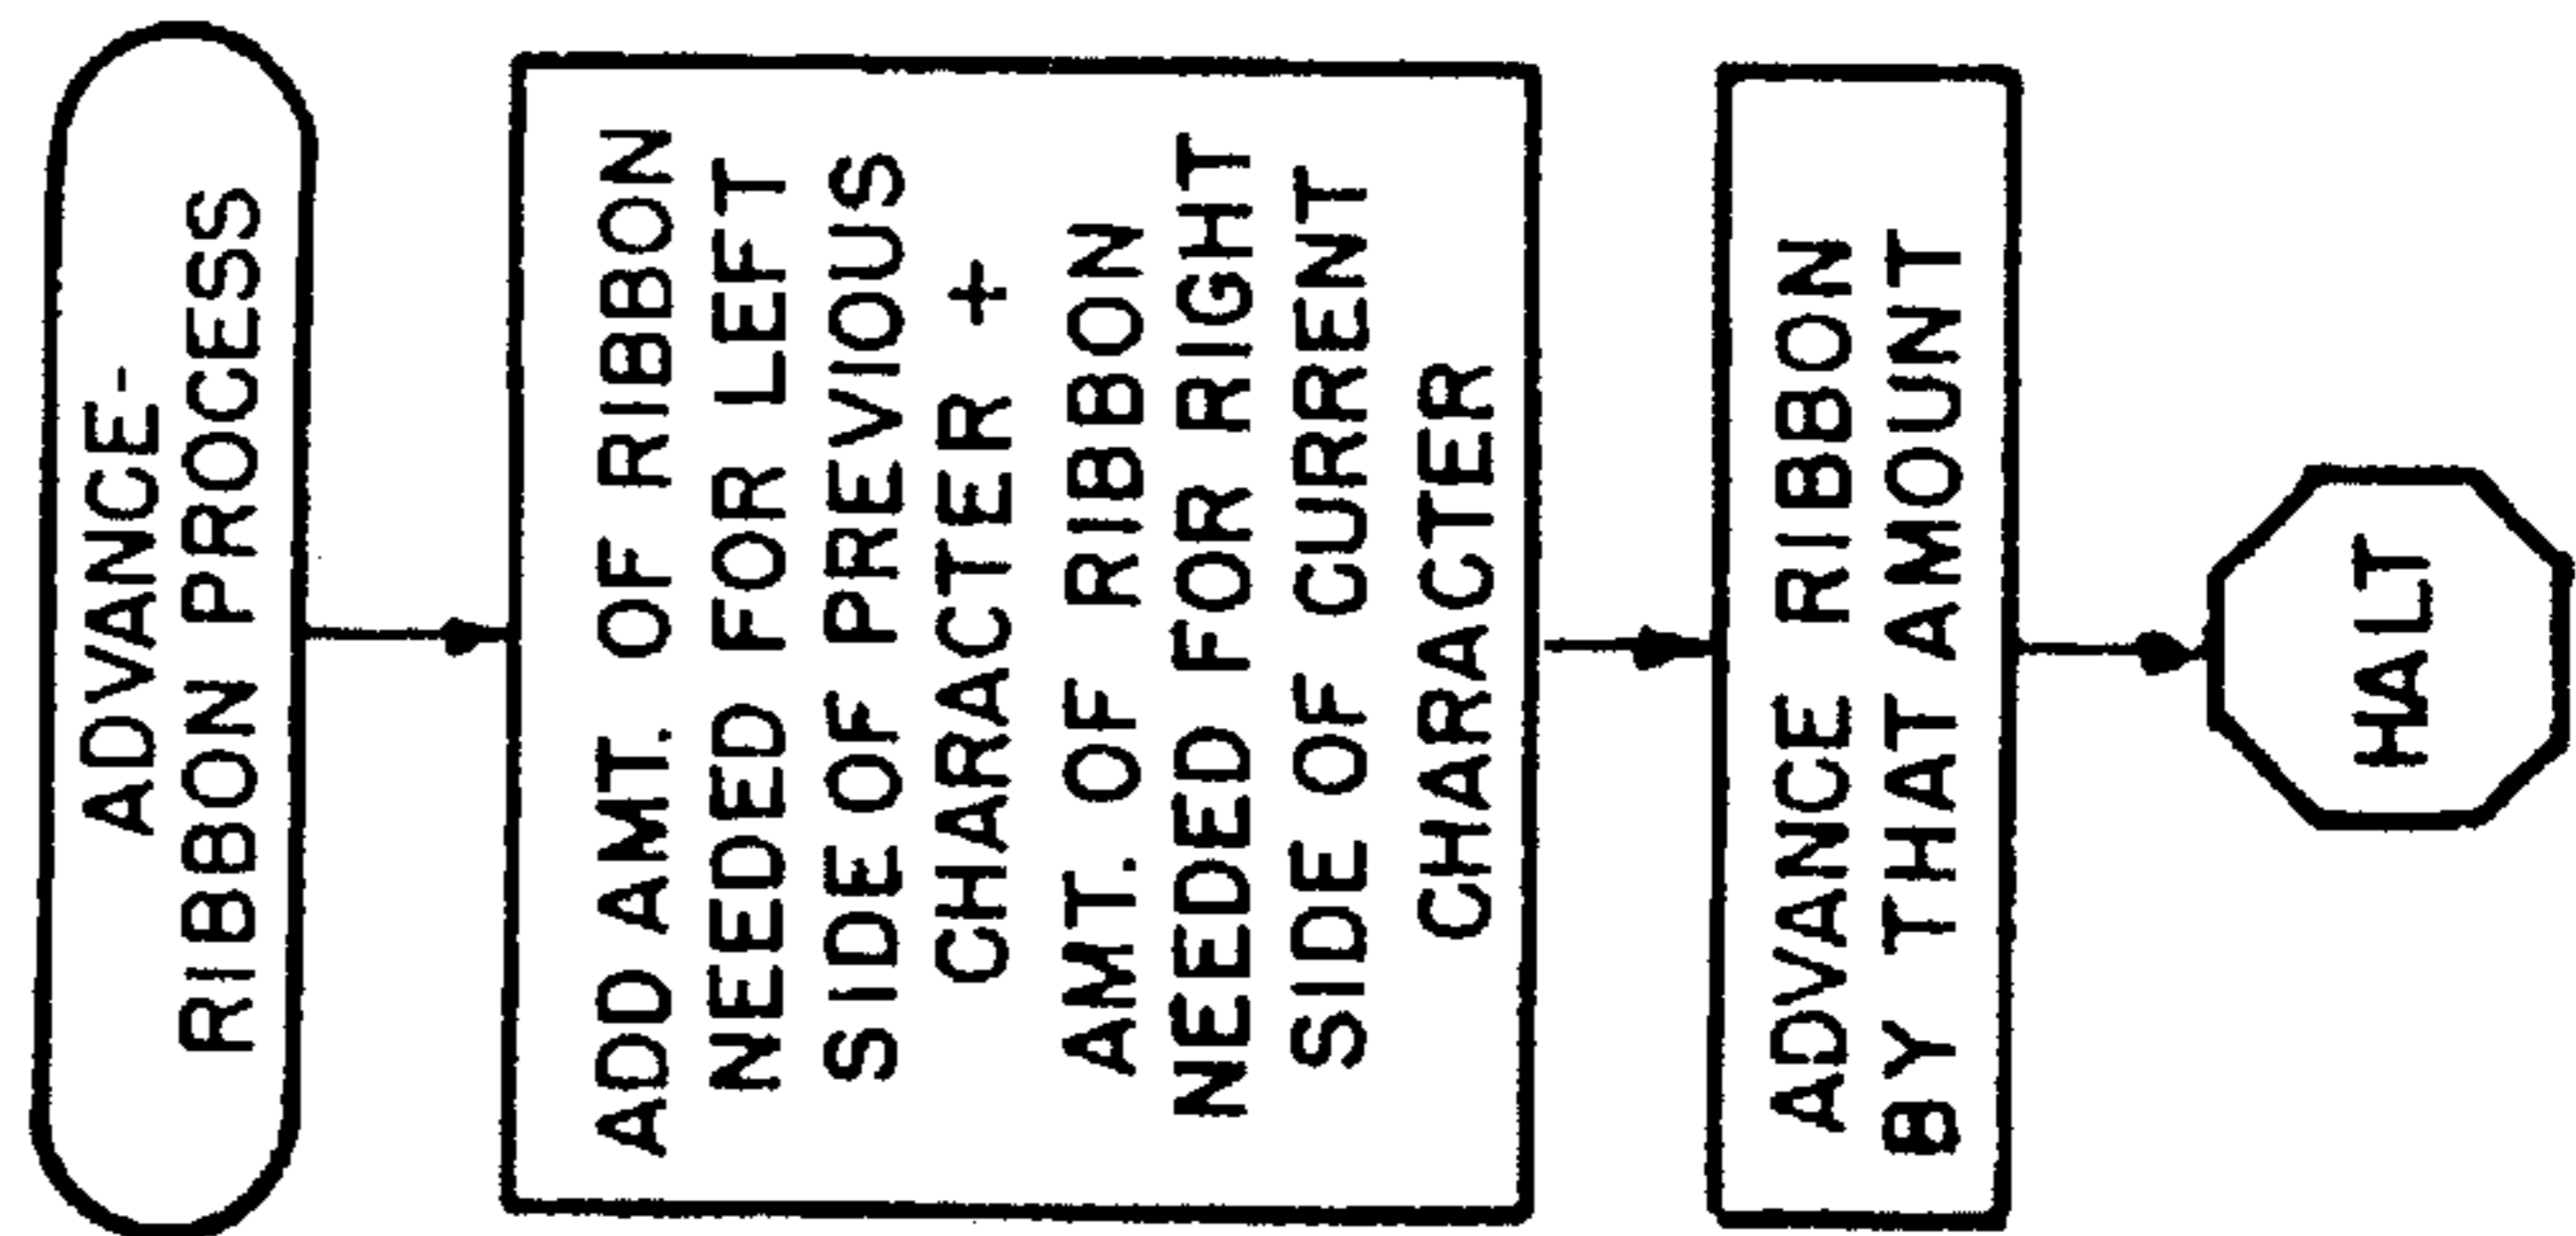 ADVANCE-
RIBBON PROCESS
ADD AMT. OF RIBBON
NEEDED FOR LEFT
SIDE OF PREVIOUS
CHARACTER +
AMT. OF RIBBON
NEEDED FOR RIGHT
SIDE OF CURRENT
CHARACTER
ADVANCE RIBBON
BY THAT AMOUNT
HALT